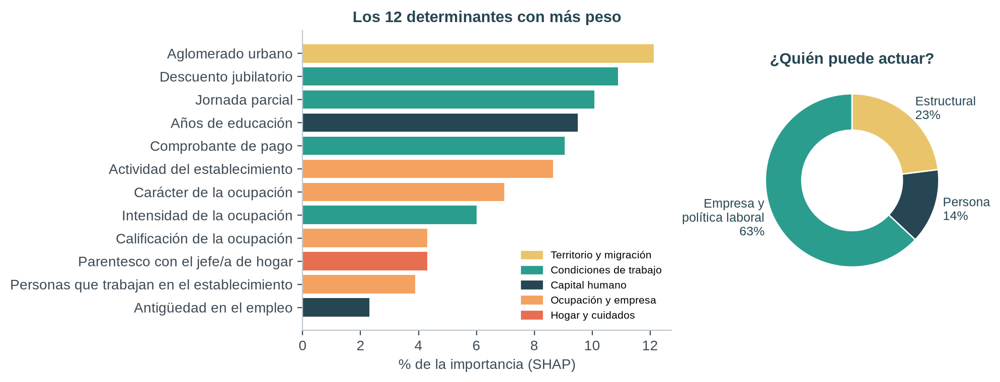 Los 12 determinantes con más peso
Aglomerado urbano
Descuento jubilatorio
Jornada parcial
Años de educación
Comprobante de pago
Actividad del establecimiento
Carácter de la ocupación
Intensidad de la ocupación
Calificación de la ocupación
Parentesco con el jefe/a de hogar
Personas que trabajan en el establecimiento
Antigüedad en el empleo
0 2 4 6 8 10 12
% de la importancia (SHAP)
Territorio y migración
Condiciones de trabajo
Capital humano
Ocupación y empresa
Hogar y cuidados
¿Quién puede actuar?
Estructural
23%
Persona
14%
Empresa y
política laboral
63%